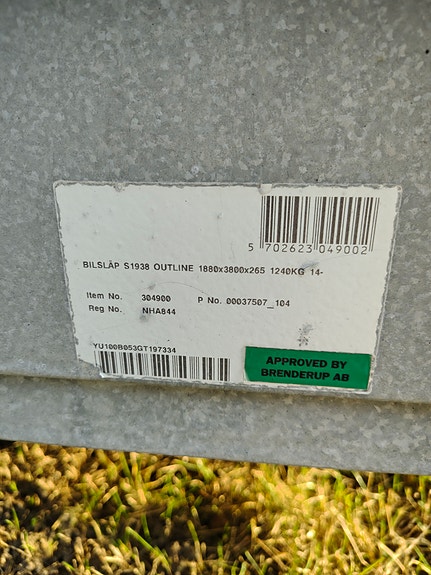 5 702623 049002
BILSLÄP S1938 OUTLINE 1880x3800x265 1240KG 14-
Item No. 304900 P No. 00037507_104
Reg No. NHA844
YU100B053GT197334
APPROVED BY
BRENDERUP AB